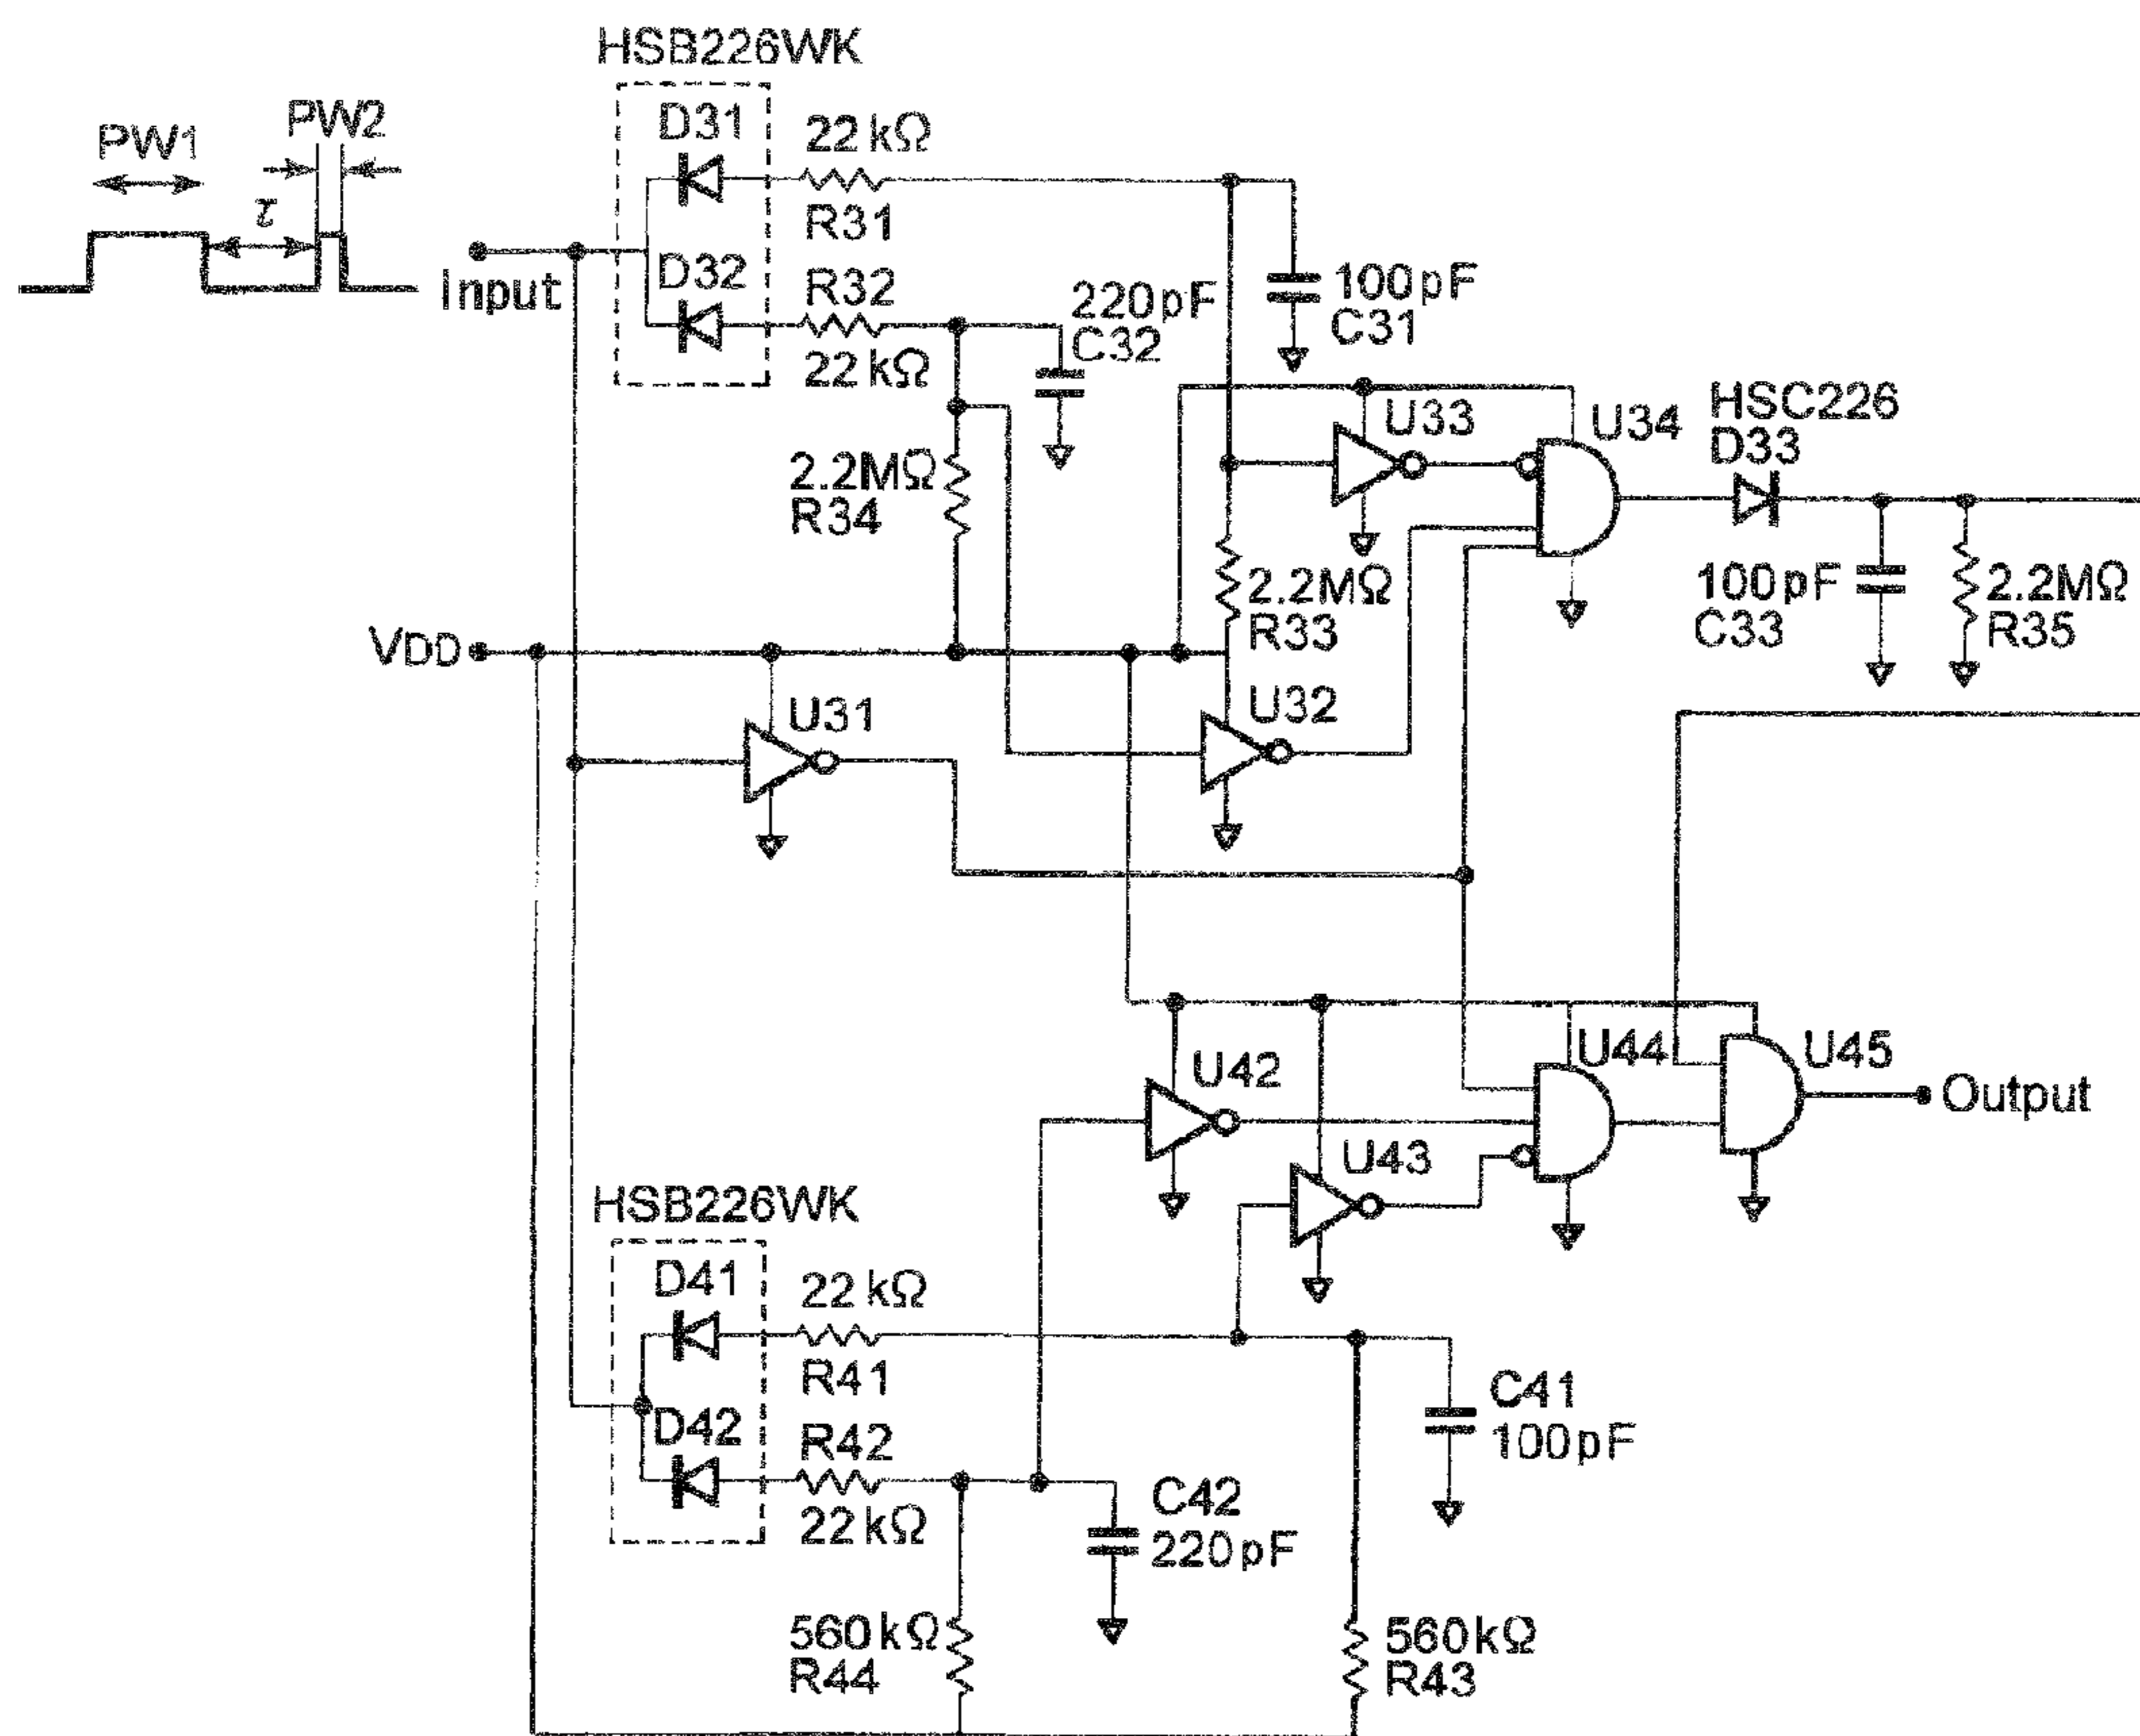 HSB226WK
PW1
PW2
τ
Input
D31
22 kΩ
R31
D32
R32
22 kΩ
220pF
C32
100pF
C31
U33
U34
HSC226
D33
2.2MΩ
R34
2.2MΩ
R33
100pF
C33
2.2MΩ
R35
VDD
U31
U32
U42
U43
U44
U45
Output
HSB226WK
D41
22 kΩ
R41
D42
R42
22 kΩ
C41
100pF
C42
220pF
560kΩ
R44
560kΩ
R43